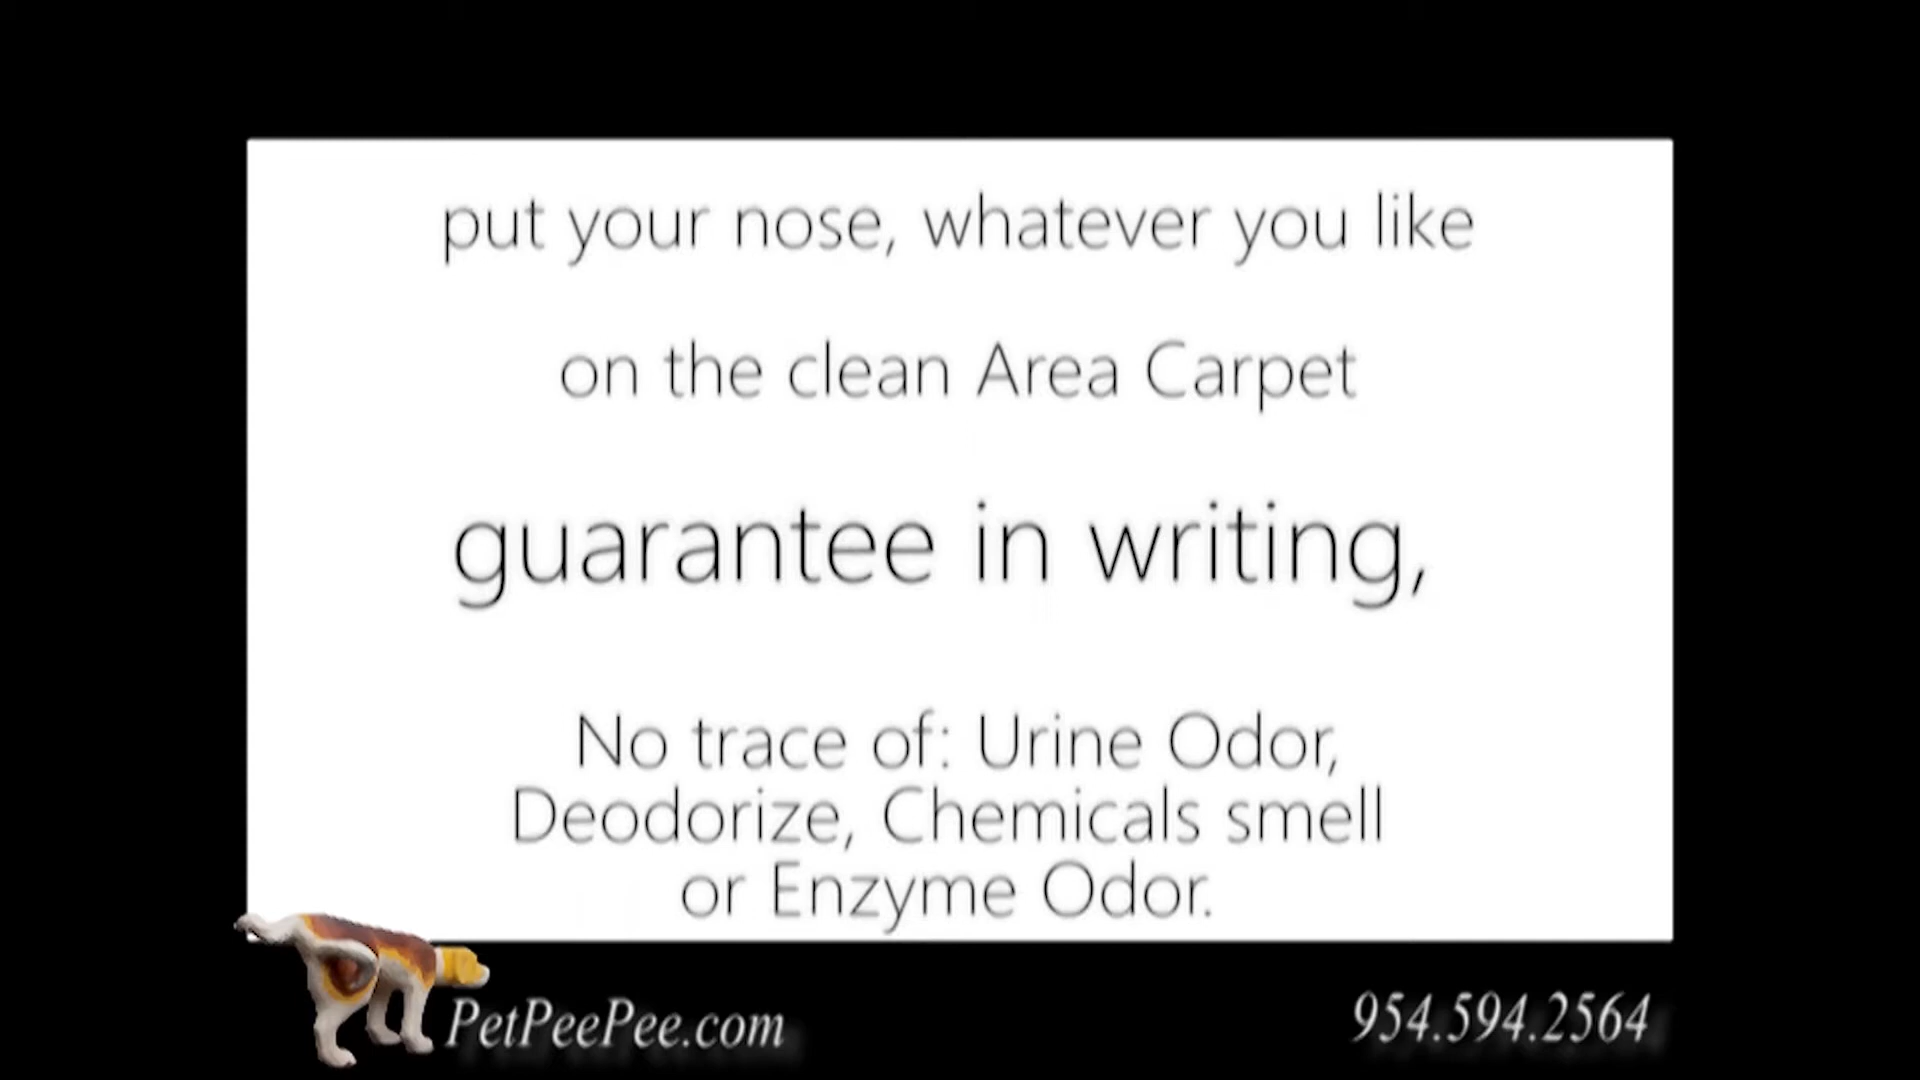 put your nose, whatever you like
on the clean Area Carpet
guarantee in writing,
No trace of: Urine Odor,
Deodorize, Chemicals smell
or Enzyme Odor.
PetPeePee.com
954.594.2564